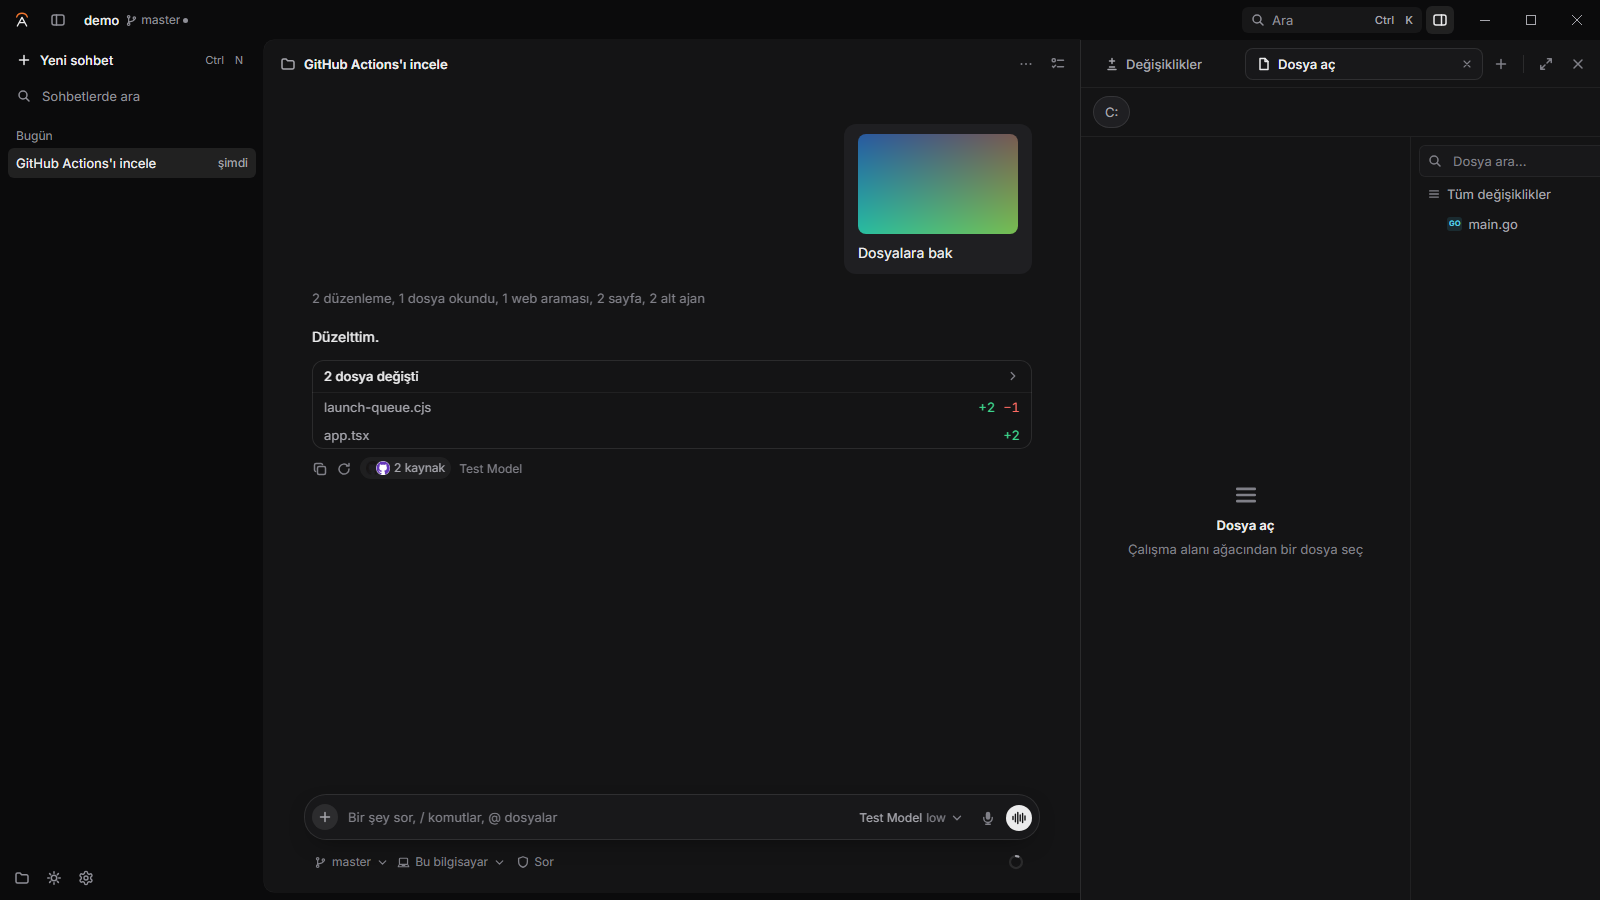 demo master
Ara Ctrl K
Yeni sohbet Ctrl N
Sohbetlerde ara
Bugün
GitHub Actions'ı incele şimdi
GitHub Actions'ı incele
Dosyalara bak
2 düzenleme, 1 dosya okundu, 1 web araması, 2 sayfa, 2 alt ajan
Düzelttim.
2 dosya değişti
launch-queue.cjs +2 −1
app.tsx +2
2 kaynak Test Model
Bir şey sor, / komutlar, @ dosyalar Test Model low
master Bu bilgisayar Sor
Değişiklikler Dosya aç
C:
Dosya ara...
Tüm değişiklikler
GO main.go
Dosya aç
Çalışma alanı ağacından bir dosya seç